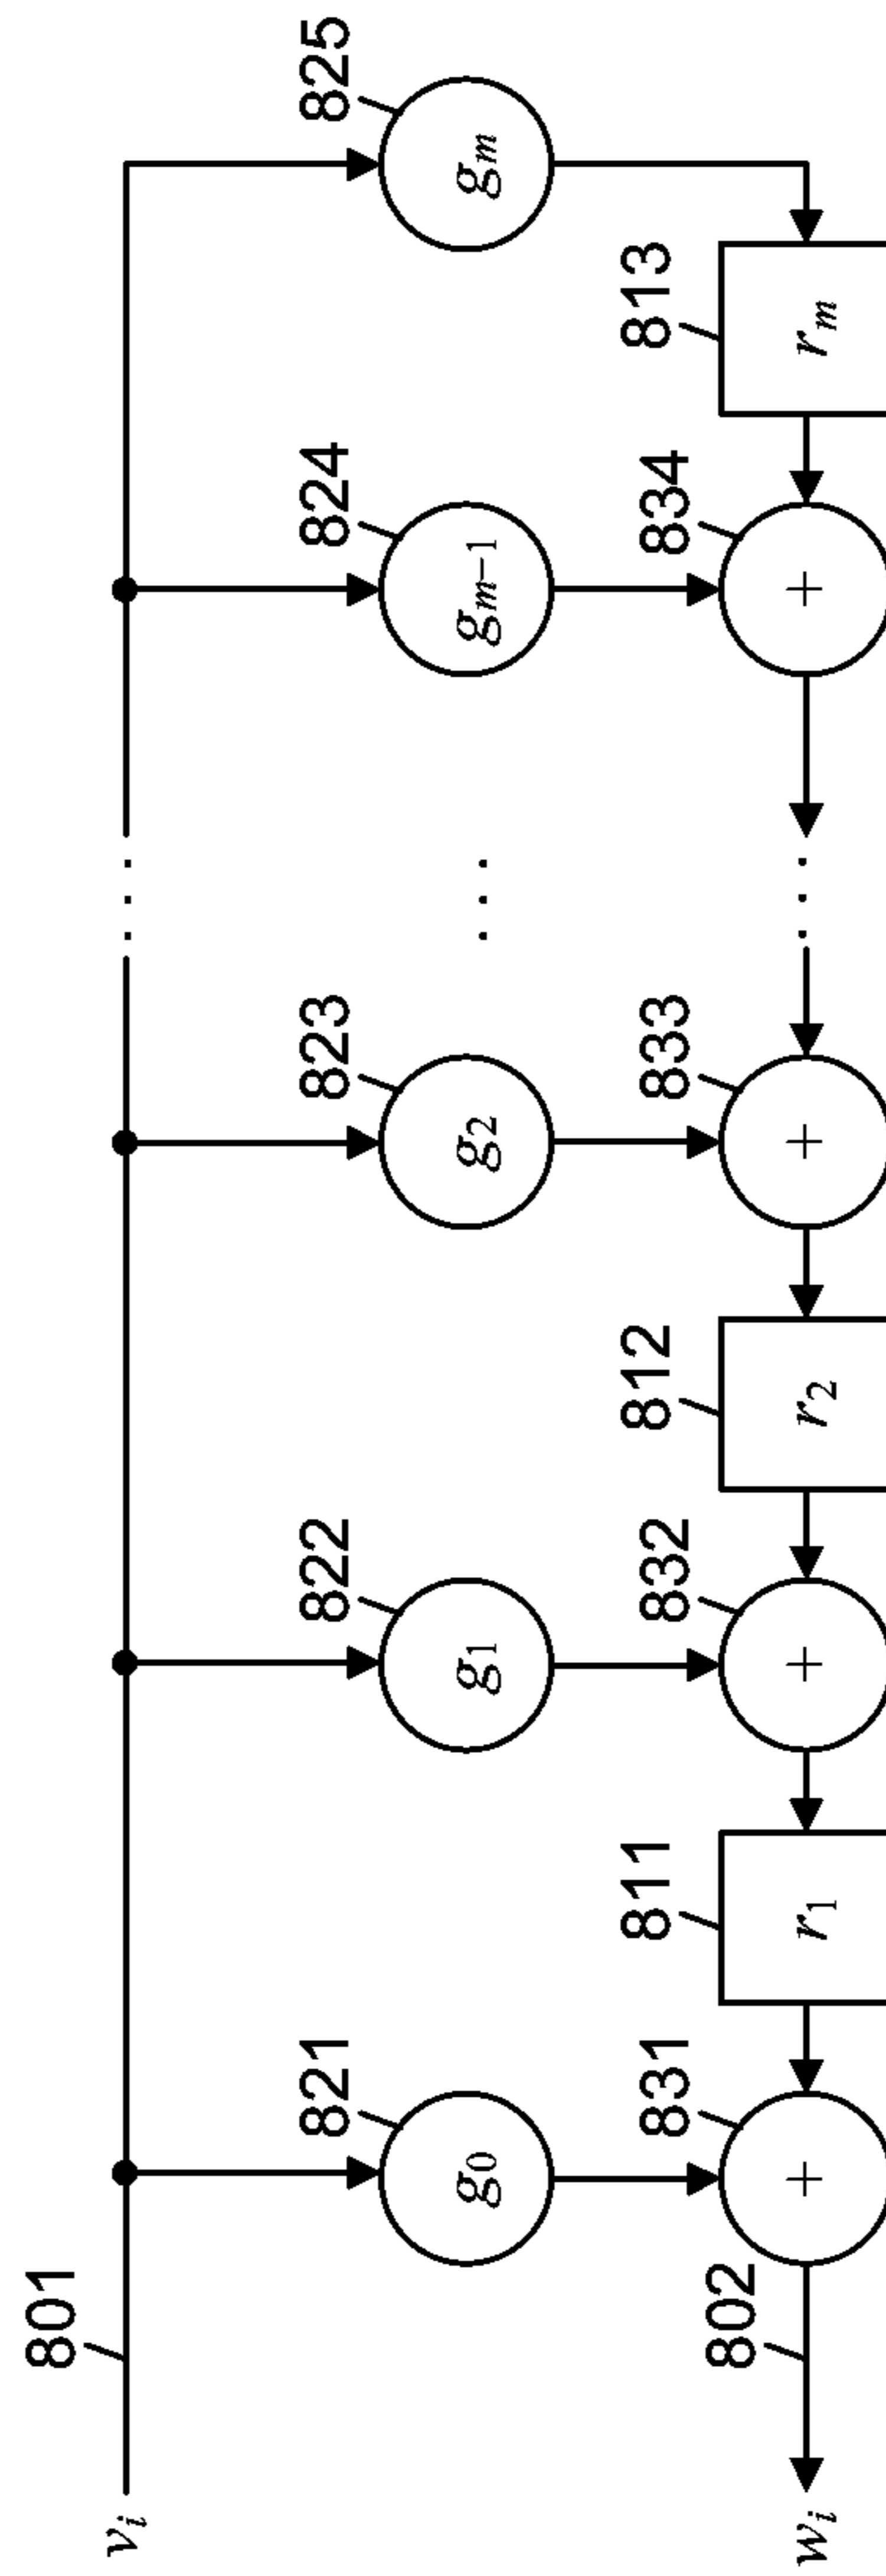 801
821
822
823
824
825
v_i
g_0
g_1
g_2
...
...
g_{m-1}
g_m
802
831
811
832
812
833
834
813
w_i
+
r_1
+
r_2
+
...
+
r_m